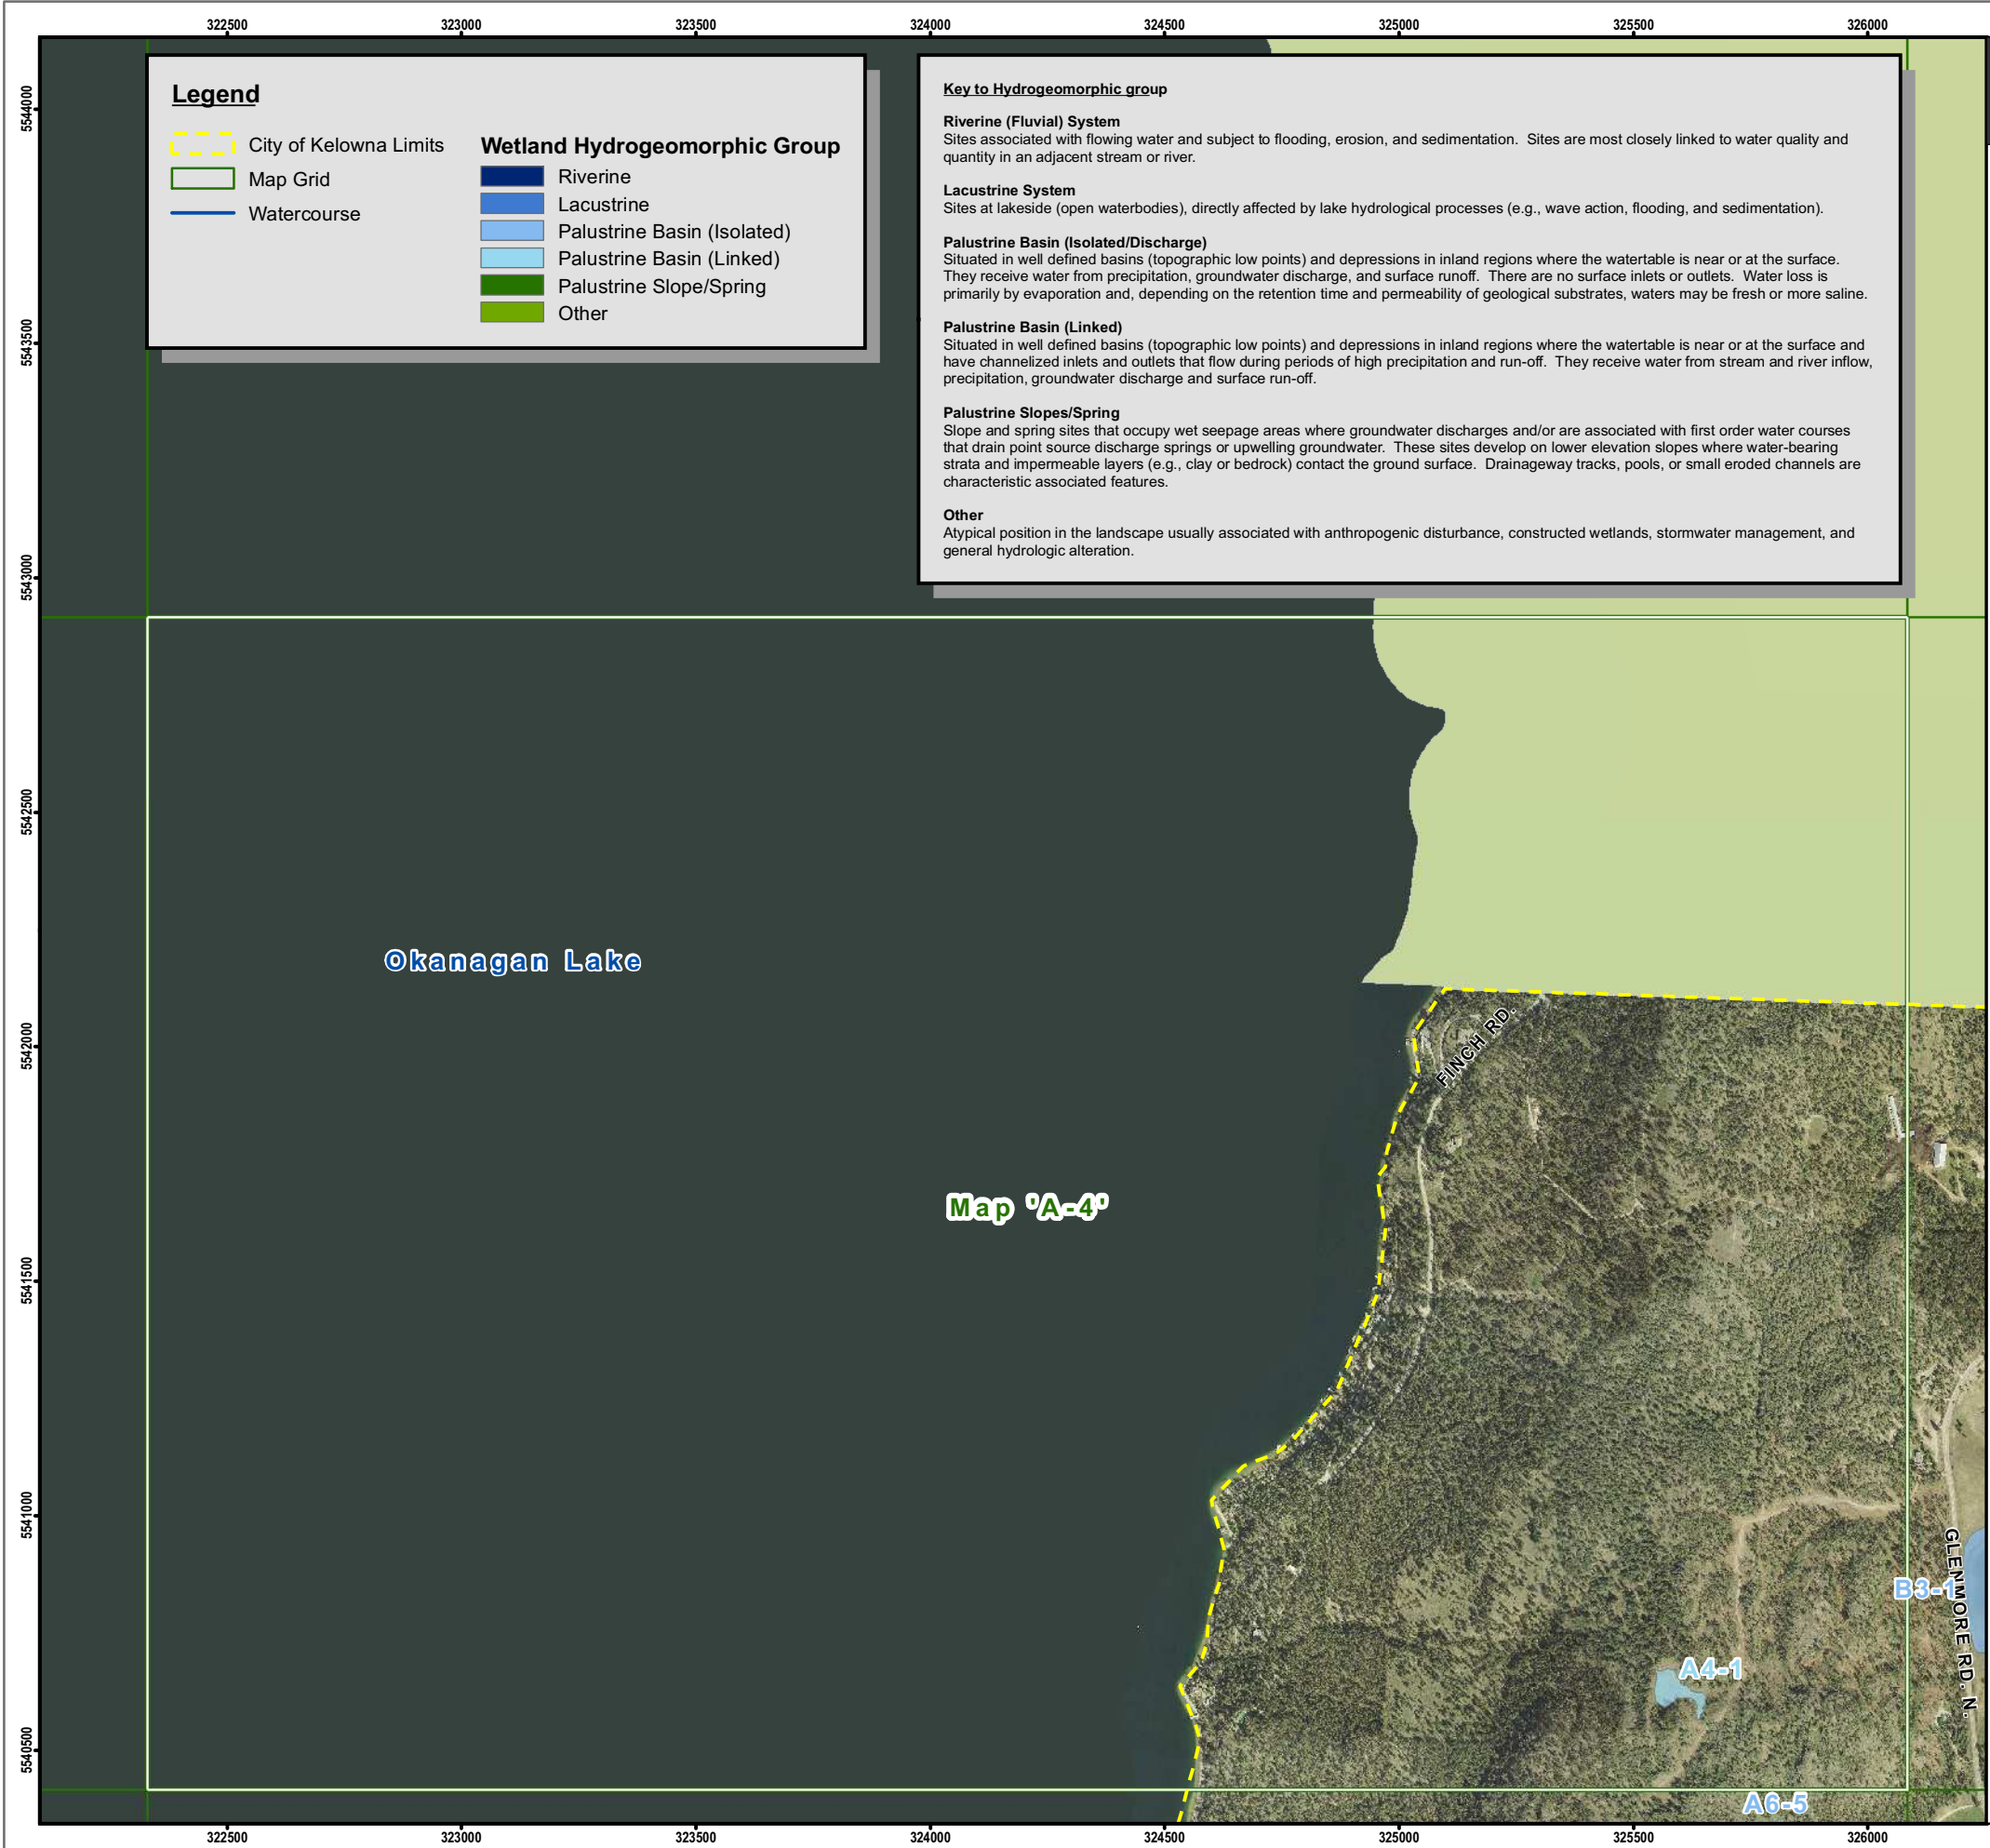 322500 323000 323500 324000 324500 325000 325500 326000
5544000
5543500
5543000
5542500
5542000
5541500
5541000
5540500
Legend
City of Kelowna Limits
Map Grid
Watercourse
Wetland Hydrogeomorphic Group
Riverine
Lacustrine
Palustrine Basin (Isolated)
Palustrine Basin (Linked)
Palustrine Slope/Spring
Other
Key to Hydrogeomorphic group
Riverine (Fluvial) System
Sites associated with flowing water and subject to flooding, erosion, and sedimentation. Sites are most closely linked to water quality and
quantity in an adjacent stream or river.
Lacustrine System
Sites at lakeside (open waterbodies), directly affected by lake hydrological processes (e.g., wave action, flooding, and sedimentation).
Palustrine Basin (Isolated/Discharge)
Situated in well defined basins (topographic low points) and depressions in inland regions where the watertable is near or at the surface.
They receive water from precipitation, groundwater discharge, and surface runoff. There are no surface inlets or outlets. Water loss is
primarily by evaporation and, depending on the retention time and permeability of geological substrates, waters may be fresh or more saline.
Palustrine Basin (Linked)
Situated in well defined basins (topographic low points) and depressions in inland regions where the watertable is near or at the surface and
have channelized inlets and outlets that flow during periods of high precipitation and run-off. They receive water from stream and river inflow,
precipitation, groundwater discharge and surface run-off.
Palustrine Slopes/Spring
Slope and spring sites that occupy wet seepage areas where groundwater discharges and/or are associated with first order water courses
that drain point source discharge springs or upwelling groundwater. These sites develop on lower elevation slopes where water-bearing
strata and impermeable layers (e.g., clay or bedrock) contact the ground surface. Drainageway tracks, pools, or small eroded channels are
characteristic associated features.
Other
Atypical position in the landscape usually associated with anthropogenic disturbance, constructed wetlands, stormwater management, and
general hydrologic alteration.
Okanagan Lake
FINCH RD.
Map 'A-4'
B3-1
GLENMORE RD. N.
A4-1
A6-5
322500 323000 323500 324000 324500 325000 325500 326000